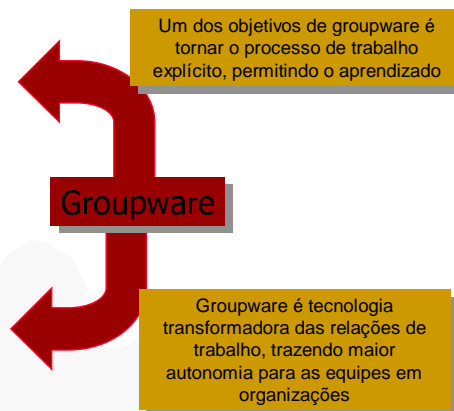 Um dos objetivos de groupware é
tornar o processo de trabalho
explícito, permitindo o aprendizado
Groupware
Groupware é tecnologia
transformadora das relações de
trabalho, trazendo maior
autonomia para as equipes em
organizações